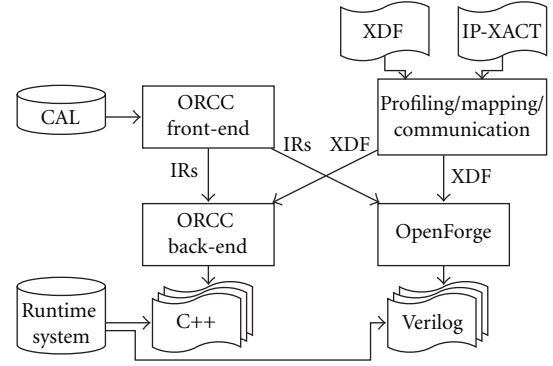 XDF
IP-XACT
CAL
ORCC
front-end
Profiling/mapping/
communication
IRs
XDF
IRs
XDF
ORCC
back-end
OpenForge
Runtime
system
C++
Verilog